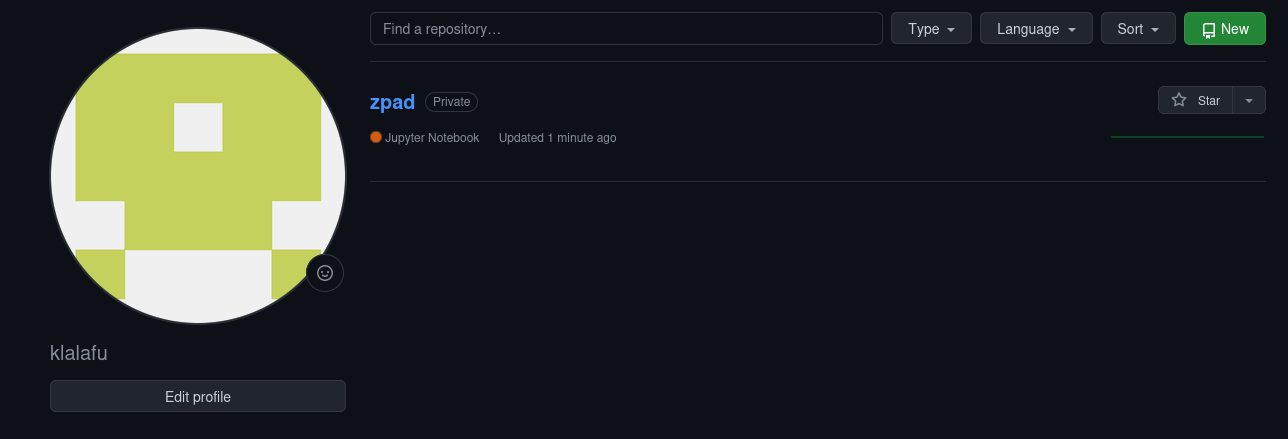 Find a repository…
Type
Language
Sort
New
zpad
Private
Star
Jupyter Notebook
Updated 1 minute ago
klalafu
Edit profile